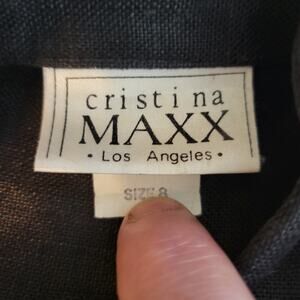 cristina
MAXX
• Los Angeles •
SIZE 8